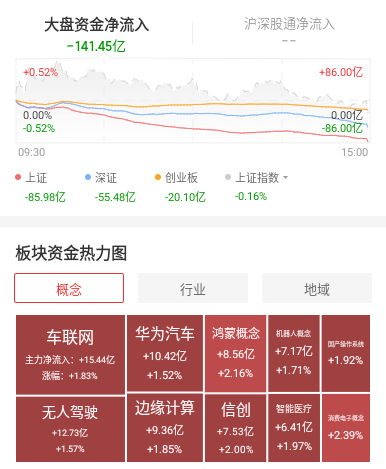 大盘资金净流入
沪深股通净流入
-141.45亿
--
+0.52%
+86.00亿
0.00%
0.00亿
-0.52%
-86.00亿
09:30
15:00
上证
深证
创业板
上证指数
-85.98亿
-55.48亿
-20.10亿
-0.16%
板块资金热力图
概念
行业
地域
车联网
主力净流入：+15.44亿
涨幅：+1.83%
华为汽车
+10.42亿
+1.52%
鸿蒙概念
+8.56亿
+2.16%
机器人概念
+7.17亿
+1.71%
国产操作系统
+1.92%
无人驾驶
+12.73亿
+1.57%
边缘计算
+9.36亿
+1.85%
信创
+7.53亿
+2.00%
智能医疗
+6.41亿
+1.97%
消费电子概念
+2.39%